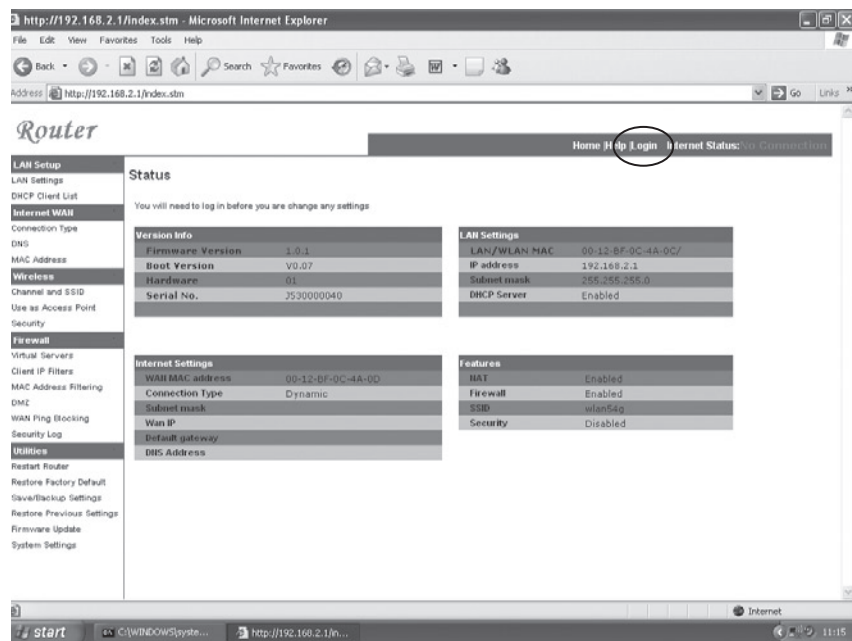 http://192.168.2.1/index.stm - Microsoft Internet Explorer
File Edit View Favorites Tools Help
Back Search Favorites
Address http://192.168.2.1/index.stm Go Links
Router
Home |Help |Login Internet Status:No Connection
LAN Setup
LAN Settings
DHCP Client List
Internet WAN
Connection Type
DNS
MAC Address
Wireless
Channel and SSID
Use as Access Point
Security
Firewall
Virtual Servers
Client IP Filters
MAC Address Filtering
DMZ
WAN Ping Blocking
Security Log
Utilities
Restart Router
Restore Factory Default
Save/Backup Settings
Restore Previous Settings
Firmware Update
System Settings
Status
You will need to log in before you are change any settings
Version Info
Firmware Version 1.0.1
Boot Version V0.07
Hardware 01
Serial No. J530000040
LAN Settings
LAN/WLAN MAC 00-12-BF-0C-4A-0C/
IP address 192.168.2.1
Subnet mask 255.255.255.0
DHCP Server Enabled
Internet Settings
WAN MAC address 00-12-BF-0C-4A-0D
Connection Type Dynamic
Subnet mask
Wan IP
Default gateway
DNS Address
Features
NAT Enabled
Firewall Enabled
SSID wlan54g
Security Disabled
Internet
start C:\WINDOWS\syste... http://192.168.2.1/in... 11:15